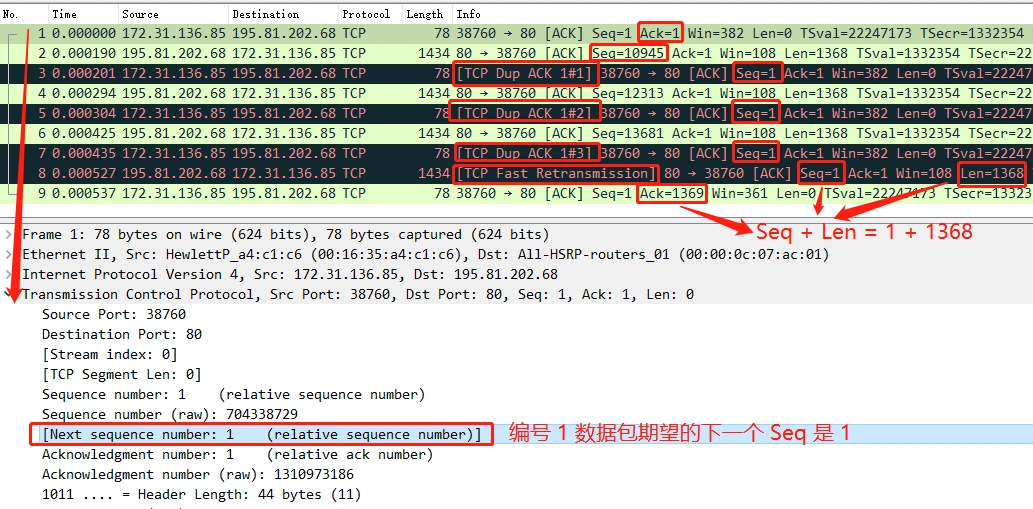 No. Time Source Destination Protocol Length Info
1 0.000000 172.31.136.85 195.81.202.68 TCP 78 38760 → 80 [ACK] Seq=1 Ack=1 Win=382 Len=0 TSval=22247173 TSecr=1332354
2 0.000190 195.81.202.68 172.31.136.85 TCP 1434 80 → 38760 [ACK] Seq=10945 Ack=1 Win=108 Len=1368 TSval=1332354 TSecr=22
3 0.000201 172.31.136.85 195.81.202.68 TCP 78 [TCP Dup ACK 1#1] 38760 → 80 [ACK] Seq=1 Ack=1 Win=382 Len=0 TSval=22247
4 0.000294 195.81.202.68 172.31.136.85 TCP 1434 80 → 38760 [ACK] Seq=12313 Ack=1 Win=108 Len=1368 TSval=1332354 TSecr=22
5 0.000304 172.31.136.85 195.81.202.68 TCP 78 [TCP Dup ACK 1#2] 38760 → 80 [ACK] Seq=1 Ack=1 Win=382 Len=0 TSval=22247
6 0.000425 195.81.202.68 172.31.136.85 TCP 1434 80 → 38760 [ACK] Seq=13681 Ack=1 Win=108 Len=1368 TSval=1332354 TSecr=22
7 0.000435 172.31.136.85 195.81.202.68 TCP 78 [TCP Dup ACK 1#3] 38760 → 80 [ACK] Seq=1 Ack=1 Win=382 Len=0 TSval=22247
8 0.000527 195.81.202.68 172.31.136.85 TCP 1434 [TCP Fast Retransmission] 80 → 38760 [ACK] Seq=1 Ack=1 Win=108 Len=1368
9 0.000537 172.31.136.85 195.81.202.68 TCP 78 38760 → 80 [ACK] Seq=1 Ack=1369 Win=361 Len=0 TSval=22247173 TSecr=13323
Seq + Len = 1 + 1368
Frame 1: 78 bytes on wire (624 bits), 78 bytes captured (624 bits)
Ethernet II, Src: HewlettP_a4:c1:c6 (00:16:35:a4:c1:c6), Dst: All-HSRP-routers_01 (00:00:0c:07:ac:01)
Internet Protocol Version 4, Src: 172.31.136.85, Dst: 195.81.202.68
Transmission Control Protocol, Src Port: 38760, Dst Port: 80, Seq: 1, Ack: 1, Len: 0
Source Port: 38760
Destination Port: 80
[Stream index: 0]
[TCP Segment Len: 0]
Sequence number: 1 (relative sequence number)
Sequence number (raw): 704338729
[Next sequence number: 1 (relative sequence number)] 编号 1 数据包期望的下一个 Seq 是 1
Acknowledgment number: 1 (relative ack number)
Acknowledgment number (raw): 1310973186
1011 .... = Header Length: 44 bytes (11)